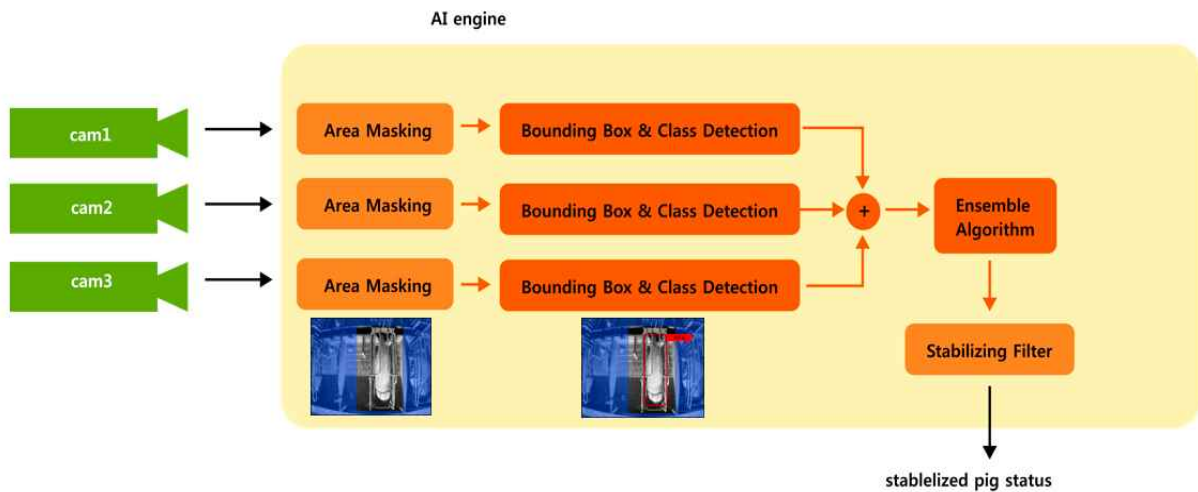 AI engine
cam1
Area Masking
Bounding Box & Class Detection
cam2
Area Masking
Bounding Box & Class Detection
+
Ensemble
Algorithm
cam3
Area Masking
Bounding Box & Class Detection
Stabilizing Filter
stablelized pig status